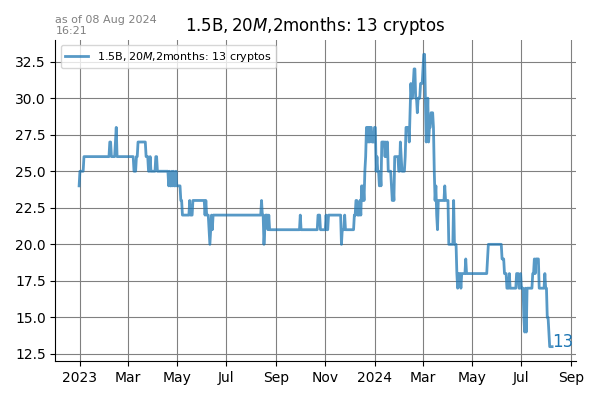 as of 08 Aug 2024
16:21
1.5B, 20M,2months: 13 cryptos
1.5B, 20M,2months: 13 cryptos
32.5
30.0
27.5
25.0
22.5
20.0
17.5
15.0
12.5
13
2023 Mar May Jul Sep Nov 2024 Mar May Jul Sep